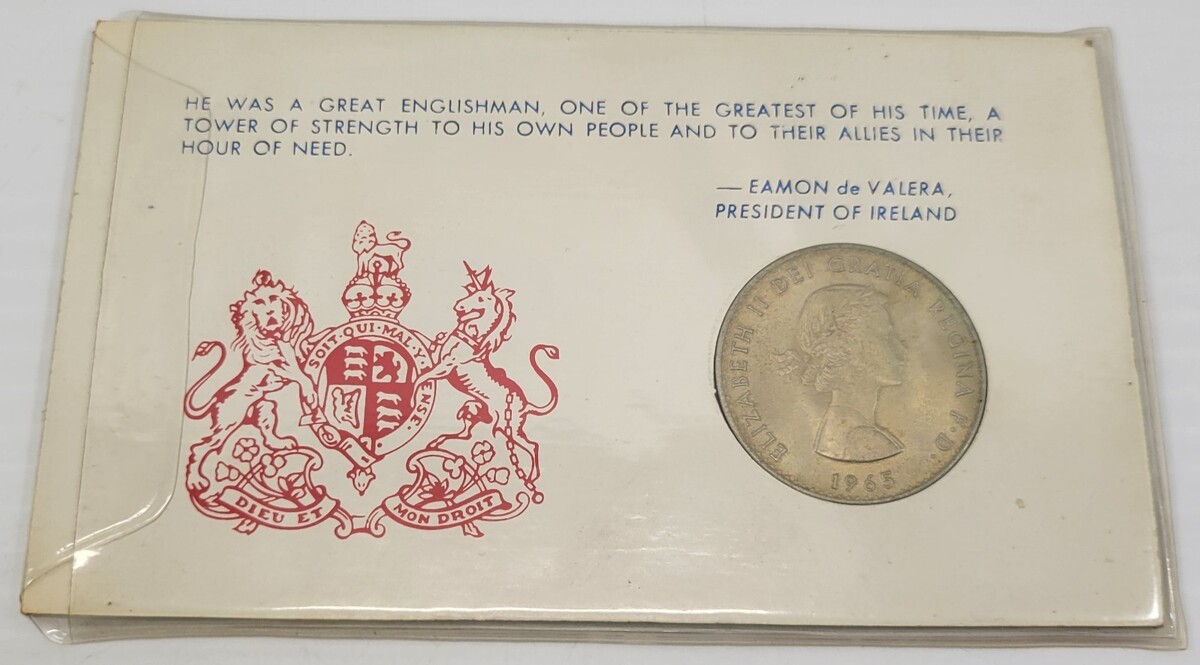 HE WAS A GREAT ENGLISHMAN, ONE OF THE GREATEST OF HIS TIME, A
TOWER OF STRENGTH TO HIS OWN PEOPLE AND TO THEIR ALLIES IN THEIR
HOUR OF NEED.
— EAMON de VALERA,
PRESIDENT OF IRELAND
SOIT·QUI·MAL·Y·
ENSE·
DIEU ET
MON DROIT
ELIZABETH II DEI GRATIA REGINA F·D·
1965